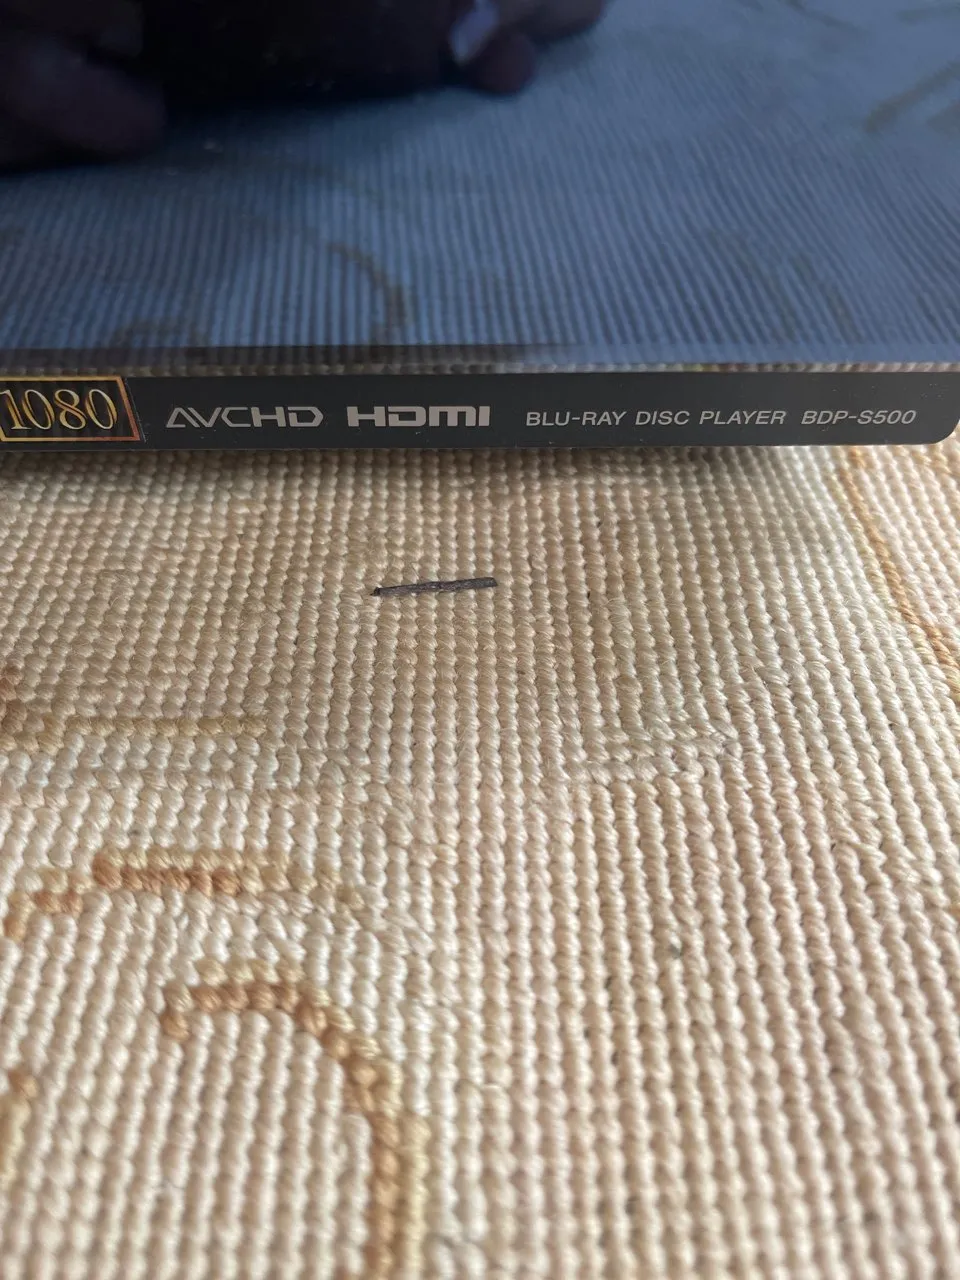 1080 AVCHD HDMI BLU-RAY DISC PLAYER BDP-S500